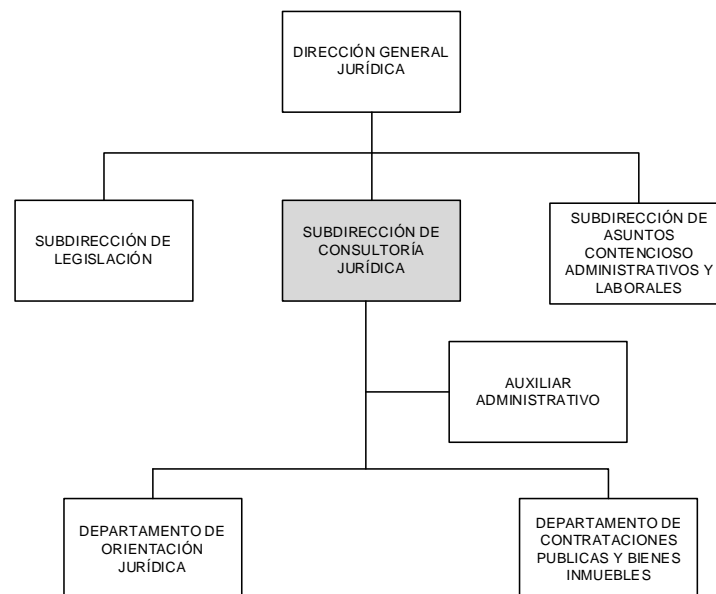 DIRECCIÓN GENERAL
JURÍDICA
SUBDIRECCIÓN DE
LEGISLACIÓN
SUBDIRECCIÓN DE
CONSULTORÍA
JURÍDICA
SUBDIRECCIÓN DE
ASUNTOS
CONTENCIOSO
ADMINISTRATIVOS Y
LABORALES
AUXILIAR
ADMINISTRATIVO
DEPARTAMENTO DE
ORIENTACIÓN
JURÍDICA
DEPARTAMENTO DE
CONTRATACIONES
PUBLICAS Y BIENES
INMUEBLES